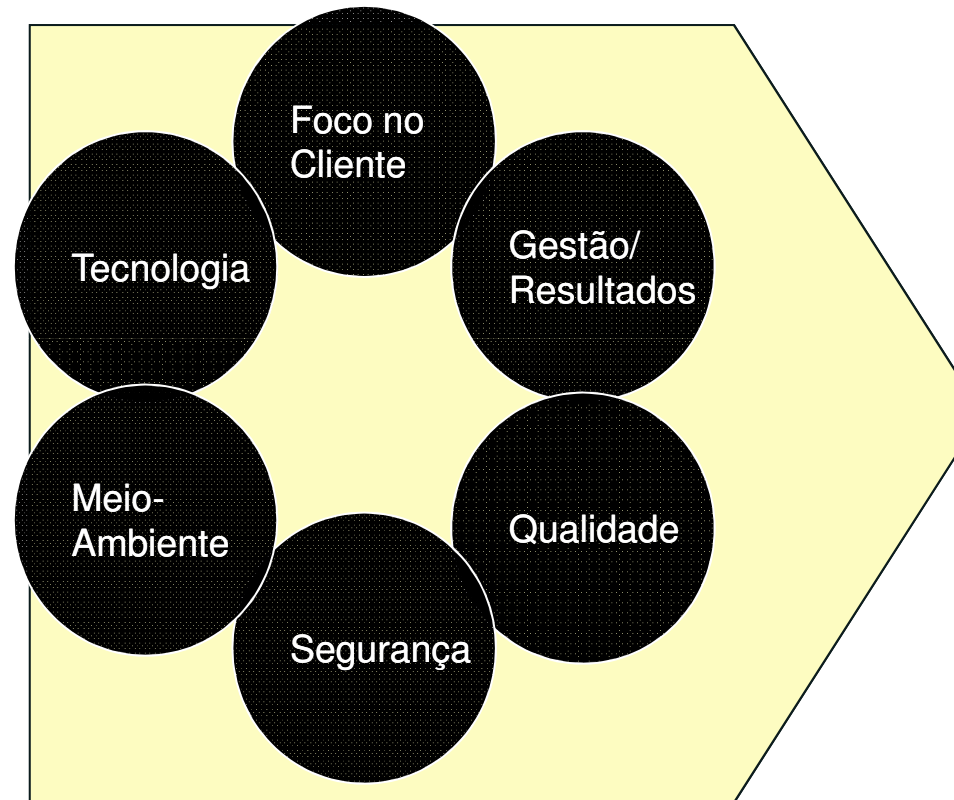 Foco no
Cliente
Gestão/
Resultados
Tecnologia
Meio-
Ambiente
Qualidade
Segurança